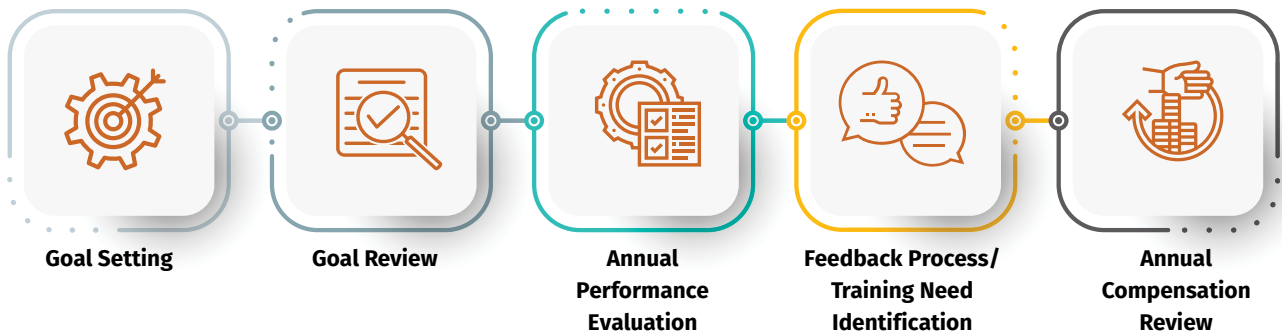 Goal Setting
Goal Review
Annual
Performance
Evaluation
Feedback Process/
Training Need
Identification
Annual
Compensation
Review